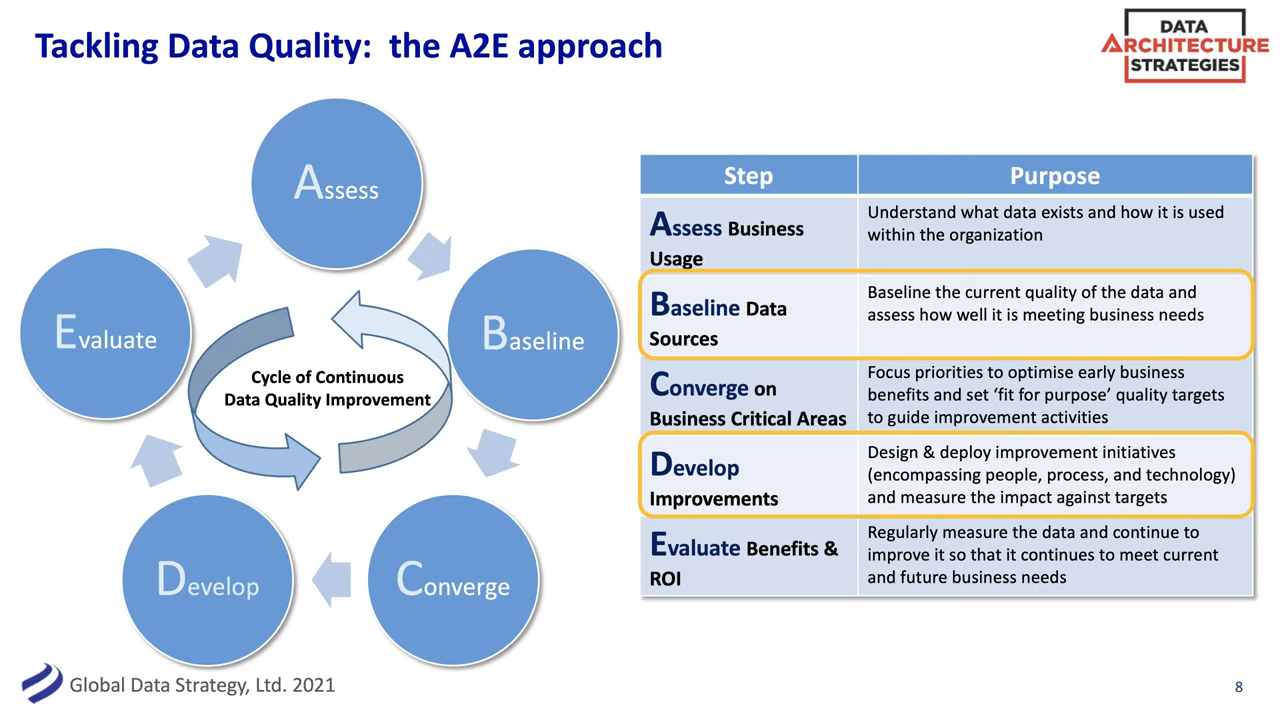 Tackling Data Quality:  the A2E approach
DATA
ARCHITECTURE
STRATEGIES
Assess
Baseline
Converge
Develop
Evaluate
Cycle of Continuous
Data Quality Improvement
Step
Purpose
Assess Business
Usage
Understand what data exists and how it is used
within the organization
Baseline Data
Sources
Baseline the current quality of the data and
assess how well it is meeting business needs
Converge on
Business Critical Areas
Focus priorities to optimise early business
benefits and set ‘fit for purpose’ quality targets
to guide improvement activities
Develop
Improvements
Design & deploy improvement initiatives
(encompassing people, process, and technology)
and measure the impact against targets
Evaluate Benefits &
ROI
Regularly measure the data and continue to
improve it so that it continues to meet current
and future business needs
Global Data Strategy, Ltd. 2021
8